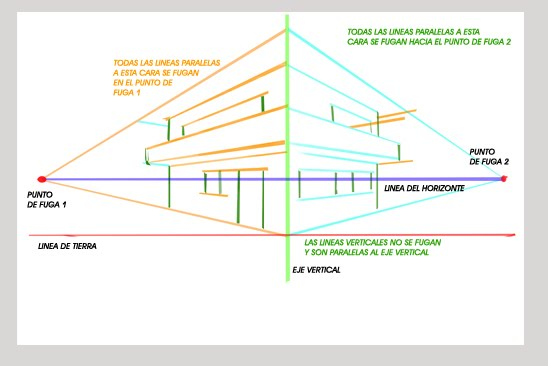 TODAS LAS LINEAS PARALELAS A ESTA
CARA SE FUGAN HACIA EL PUNTO DE FUGA 2
TODAS LAS LINEAS PARALELAS
A ESTA CARA SE FUGAN
EN EL PUNTO DE
FUGA 1
PUNTO
DE FUGA 2
LINEA DEL HORIZONTE
PUNTO
DE FUGA 1
LINEA DE TIERRA
LAS LINEAS VERTICALES NO SE FUGAN
Y SON PARALELAS AL EJE VERTICAL
EJE VERTICAL